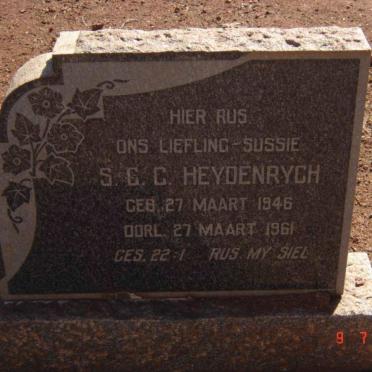 HIER RUS
ONS LIEFLING-SUSSIE
S. C. C. HEYDENRYCH
GEB. 27 MAART 1946
OORL. 27 MAART 1961
GES. 22-1 RUS MY SIEL
9 7